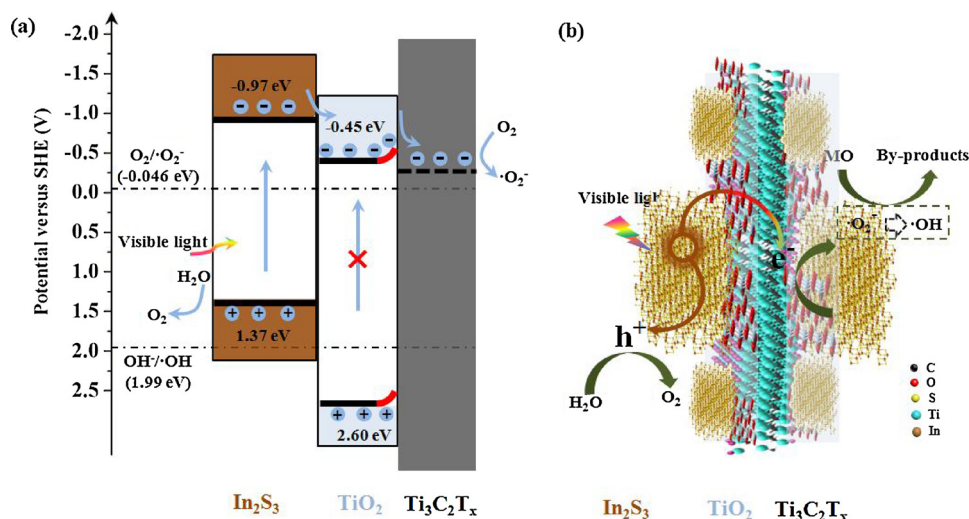 (a)
Potential versus SHE (V)
-2.0
-1.5
-1.0
-0.5
0.0
0.5
1.0
1.5
2.0
2.5
O₂/·O₂⁻
(-0.046 eV)
Visible light
H₂O
O₂
OH⁻/·OH
(1.99 eV)
-0.97 eV
1.37 eV
-0.45 eV
2.60 eV
O₂
·O₂⁻
In₂S₃
TiO₂
Ti₃C₂Tₓ
(b)
MO
By-products
Visible light
·O₂⁻
·OH
e⁻
h⁺
H₂O
O₂
C
O
S
Ti
In
In₂S₃
TiO₂
Ti₃C₂Tₓ